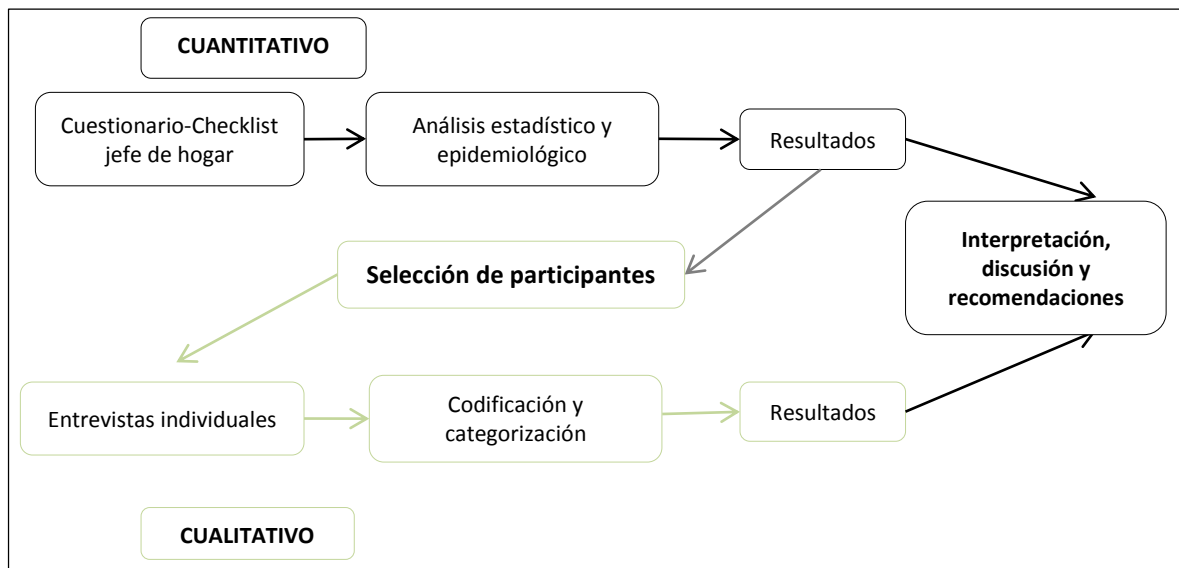 CUANTITATIVO
Cuestionario-Checklist
jefe de hogar
Análisis estadístico y
epidemiológico
Resultados
Interpretación,
discusión y
recomendaciones
Selección de participantes
Entrevistas individuales
Codificación y
categorización
Resultados
CUALITATIVO